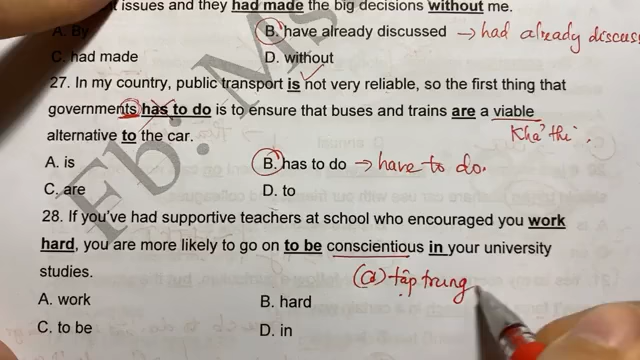 issues and they had made the big decisions without me.
A. By B. have already discussed → had already discuss
C. had made D. without
27. In my country, public transport is not very reliable, so the first thing that
governments has to do is to ensure that buses and trains are a viable
alternative to the car. Khả thi.
A. is B. has to do → have to do.
C. are D. to
28. If you've had supportive teachers at school who encouraged you work
hard, you are more likely to go on to be conscientious in your university
studies. (a) tập trung
A. work B. hard
C. to be D. in
Fb: Ms